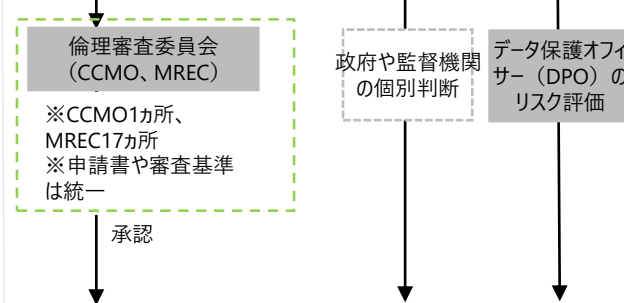 倫理審査委員会
（CCMO、MREC）
※CCMO1ヵ所、
MREC17ヵ所
※申請書や審査基準
は統一
承認
政府や監督機関
の個別判断
データ保護オフィ
サー（DPO）の
リスク評価